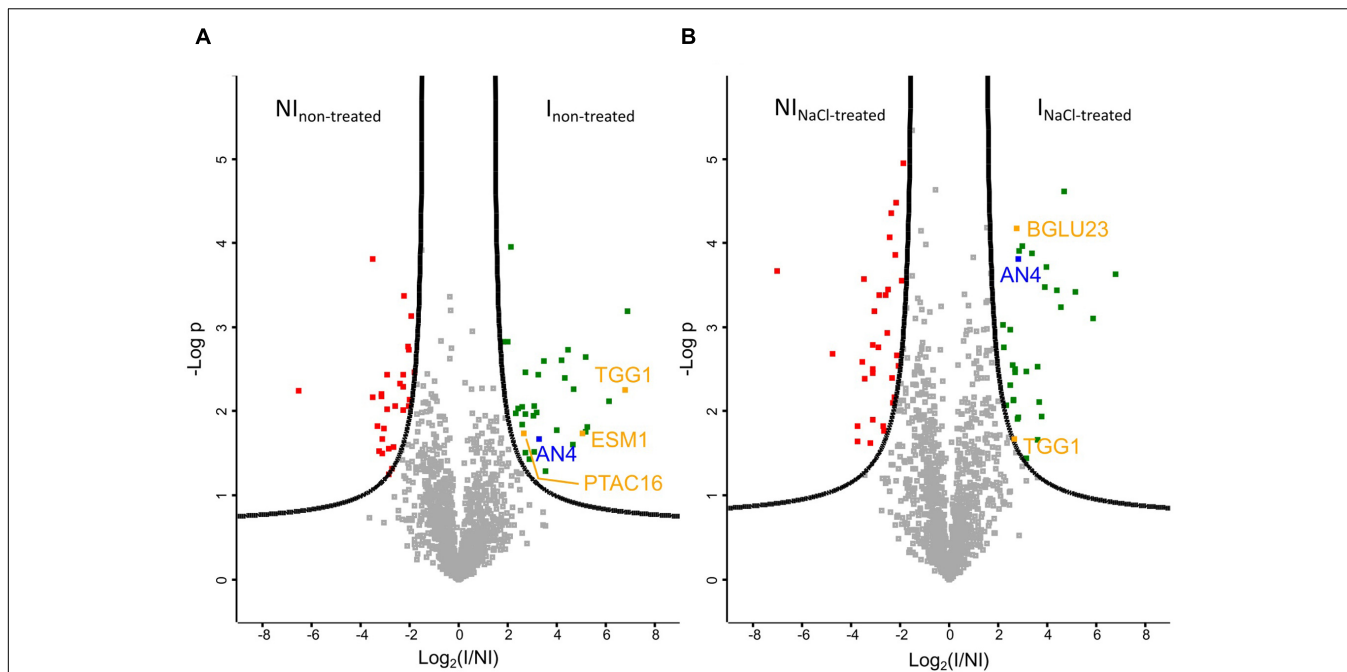 A
B
NInon-treated
Inon-treated
NINaCl-treated
INaCl-treated
5
4
3
2
1
0
-Log p
TGG1
ESM1
AN4
PTAC16
-8 -6 -4 -2 0 2 4 6 8
Log2(I/NI)
5
4
3
2
1
0
-Log p
BGLU23
AN4
TGG1
-8 -6 -4 -2 0 2 4 6 8
Log2(I/NI)